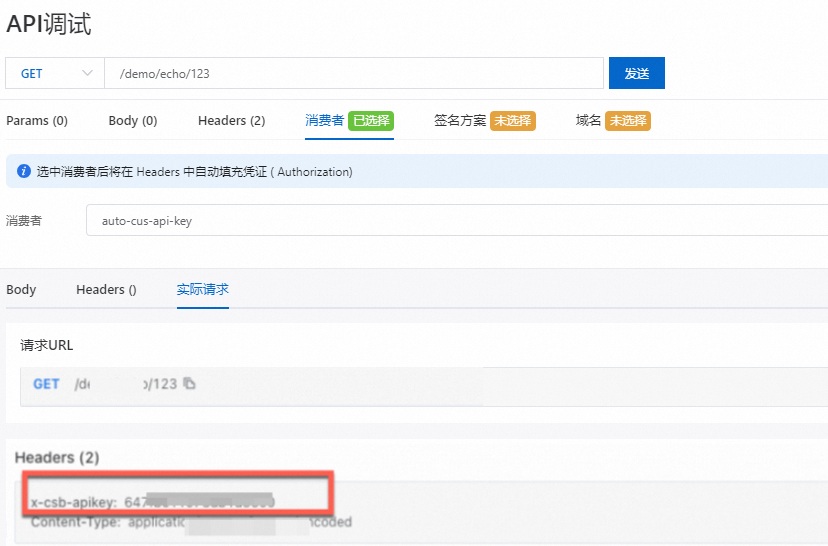 API调试
GET /demo/echo/123 发送
Params (0) Body (0) Headers (2) 消费者 已选择 签名方案 未选择 域名 未选择
选中消费者后将在 Headers 中自动填充凭证 ( Authorization)
消费者 auto-cus-api-key
Body Headers () 实际请求
请求URL
GET /123
Headers (2)
x-csb-apikey:
Content-Type: